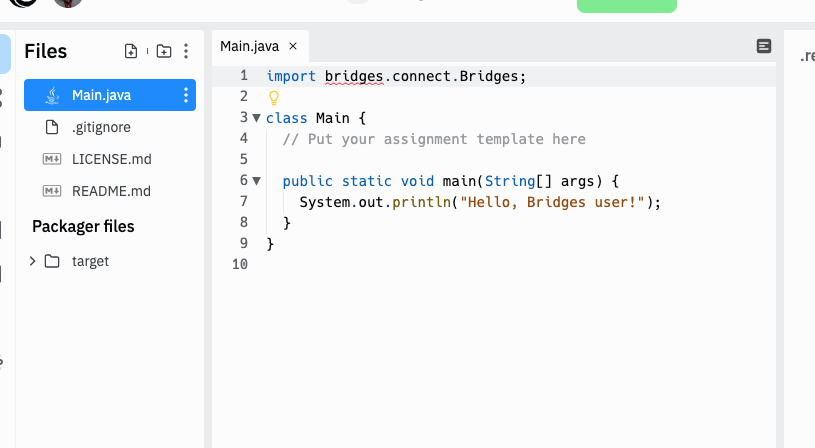 Files
Main.java
.gitignore
LICENSE.md
README.md
Packager files
target
Main.java ×
1 import bridges.connect.Bridges;
2
3 class Main {
4 // Put your assignment template here
5
6 public static void main(String[] args) {
7 System.out.println("Hello, Bridges user!");
8 }
9 }
10
.re